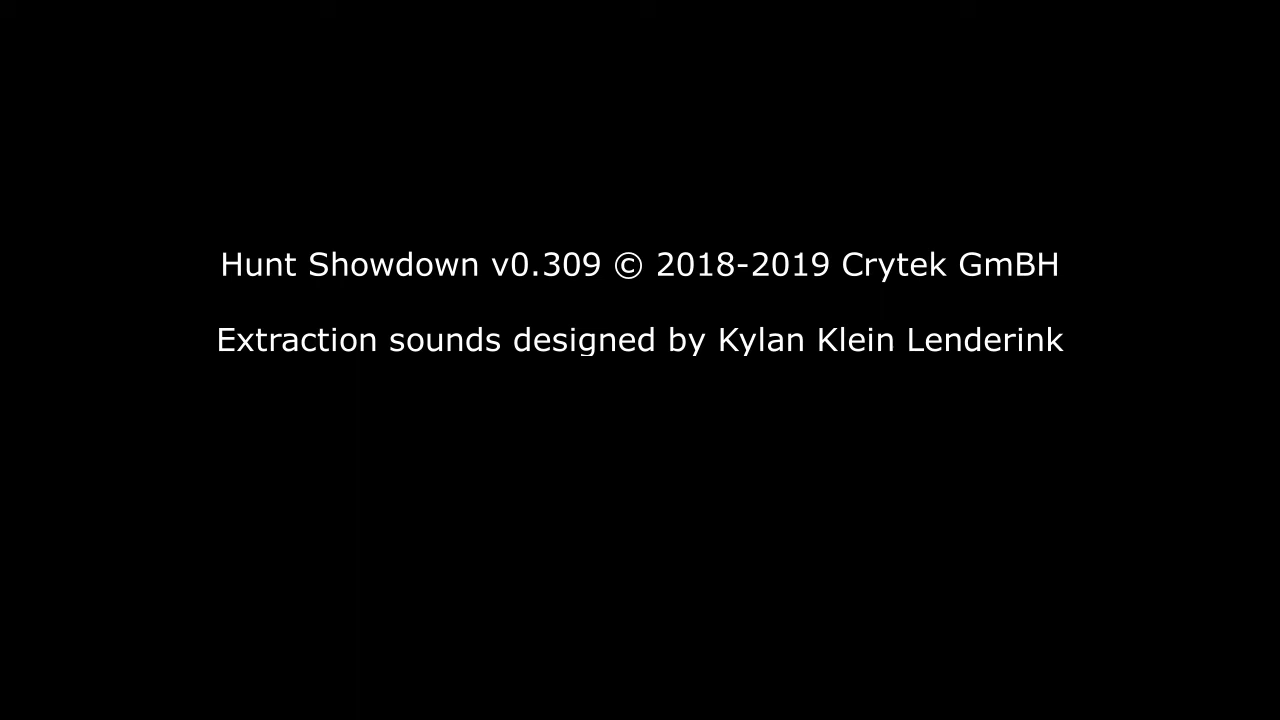 Hunt Showdown v0.309 © 2018-2019 Crytek GmBH
Extraction sounds designed by Kylan Klein Lenderink